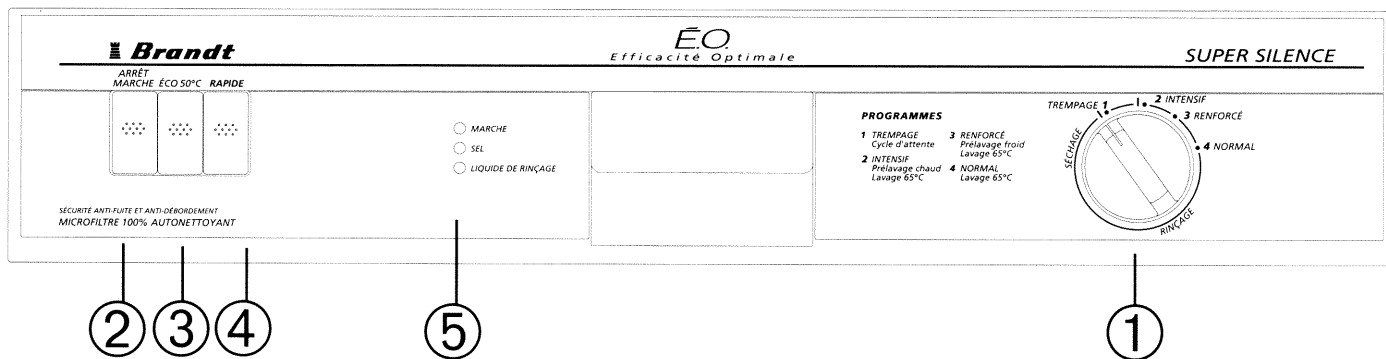 Brandt
É.O.
Efficacité Optimale
SUPER SILENCE
ARRÊT
MARCHE ÉCO 50°C RAPIDE
MARCHE
SEL
LIQUIDE DE RINÇAGE
SÉCURITÉ ANTI-FUITE ET ANTI-DÉBORDEMENT
MICROFILTRE 100% AUTONETTOYANT
PROGRAMMES
1 TREMPAGE
Cycle d'attente
2 INTENSIF
Prélavage chaud
Lavage 65°C
3 RENFORCÉ
Prélavage froid
Lavage 65°C
4 NORMAL
Lavage 65°C
TREMPAGE 1
2 INTENSIF
3 RENFORCÉ
4 NORMAL
SÉCHAGE
RINÇAGE
2 3 4 5 1